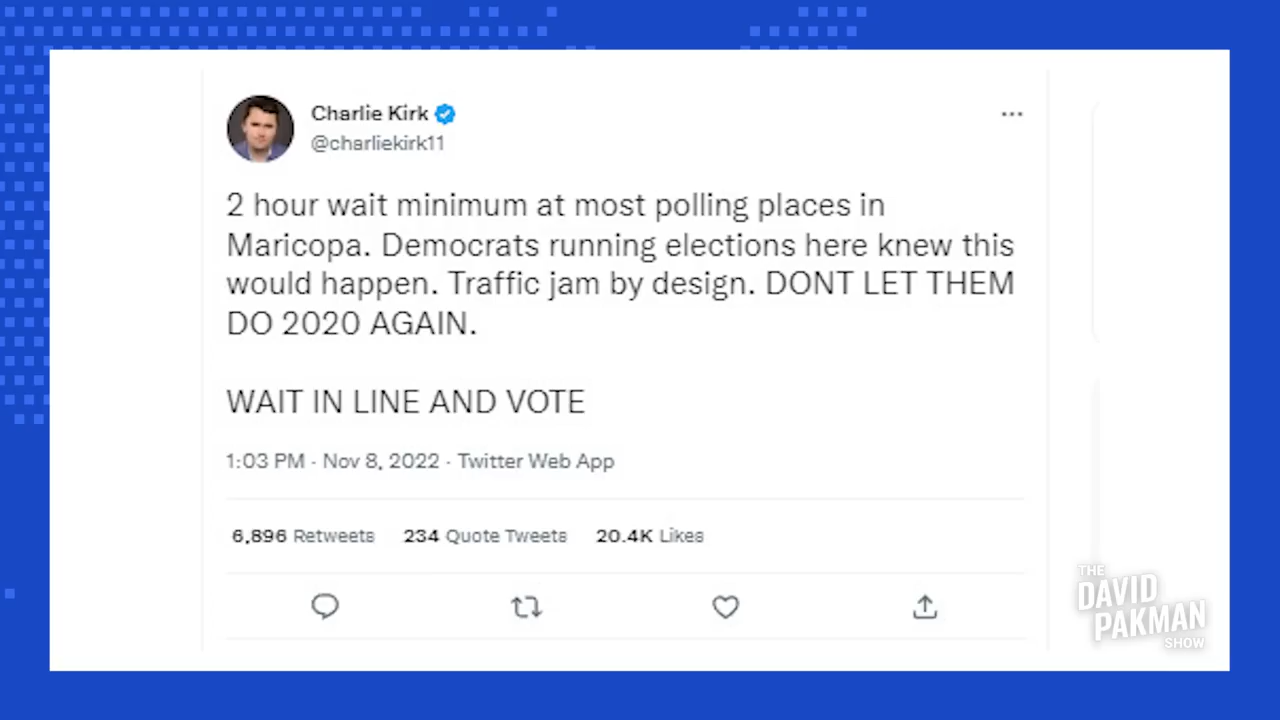 Charlie Kirk
@charliekirk11
2 hour wait minimum at most polling places in
Maricopa. Democrats running elections here knew this
would happen. Traffic jam by design. DONT LET THEM
DO 2020 AGAIN.
WAIT IN LINE AND VOTE
1:03 PM · Nov 8, 2022 · Twitter Web App
6,896 Retweets 234 Quote Tweets 20.4K Likes
THE
DAVID
PAKMAN
SHOW